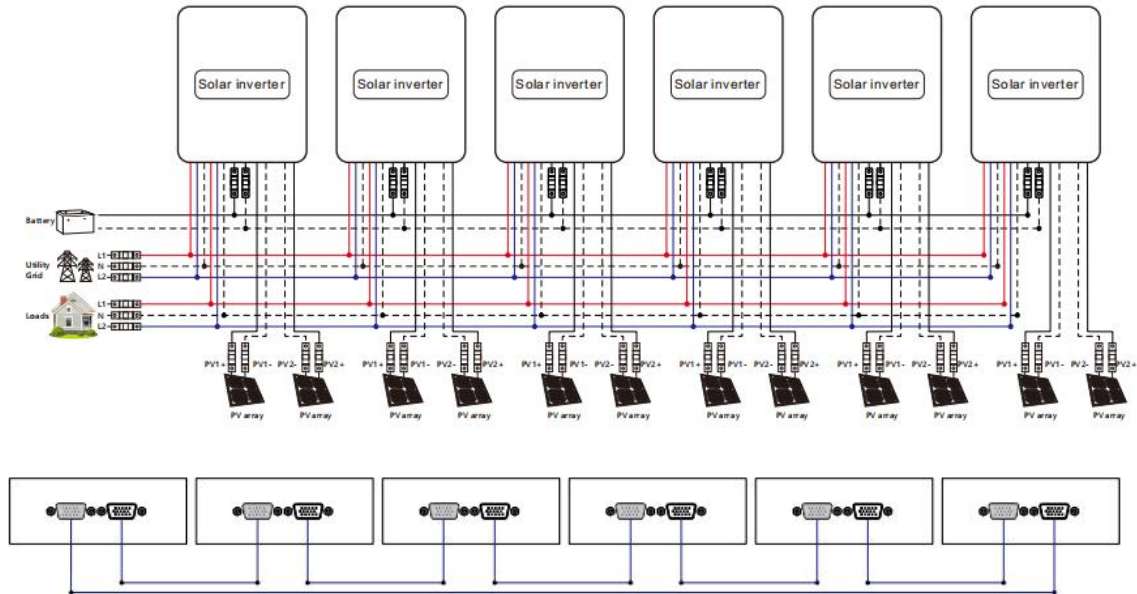 Solar inverter
Solar inverter
Solar inverter
Solar inverter
Solar inverter
Solar inverter
Battery
Utility
Grid
L1
N
L2
Loads
L1
N
L2
PV1+ PV1- PV2- PV2+
PV1+ PV1- PV2- PV2+
PV1+ PV1- PV2- PV2+
PV1+ PV1- PV2- PV2+
PV1+ PV1- PV2- PV2+
PV1+ PV1- PV2- PV2+
PV array PV array
PV array PV array
PV array PV array
PV array PV array
PV array PV array
PV array PV array